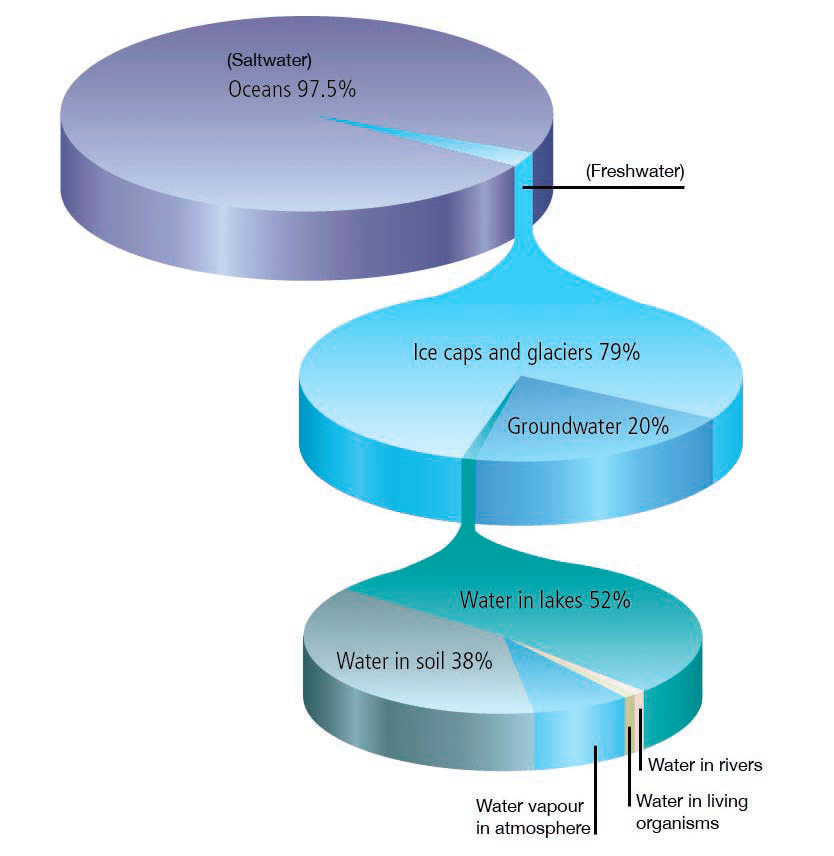 (Saltwater)
Oceans 97.5%
(Freshwater)
Ice caps and glaciers 79%
Groundwater 20%
Water in lakes 52%
Water in soil 38%
Water in rivers
Water vapour
in atmosphere
Water in living
organisms